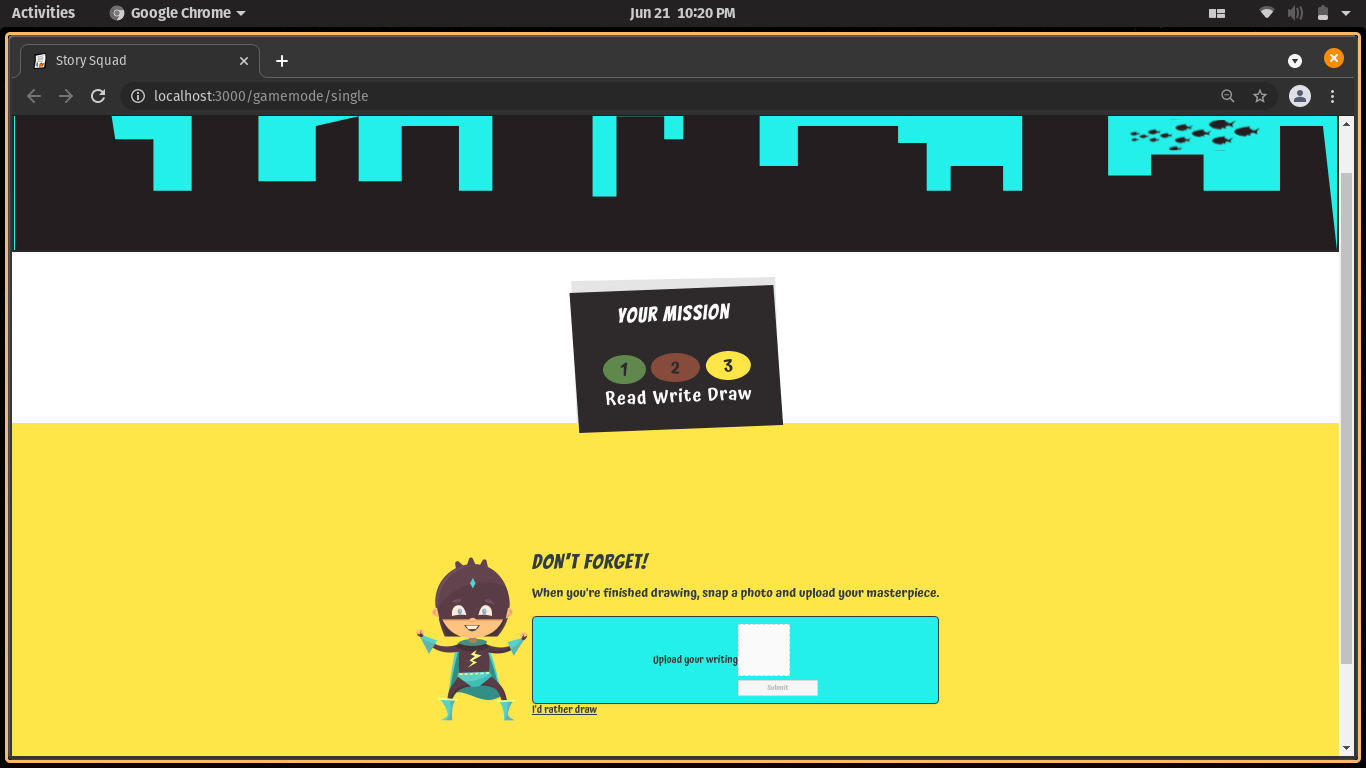 Activities Google Chrome Jun 21 10:20 PM
Story Squad
localhost:3000/gamemode/single
YOUR MISSION
1 2 3
Read Write Draw
DON'T FORGET!
When you're finished drawing, snap a photo and upload your masterpiece.
Upload your writing
Submit
I'd rather draw